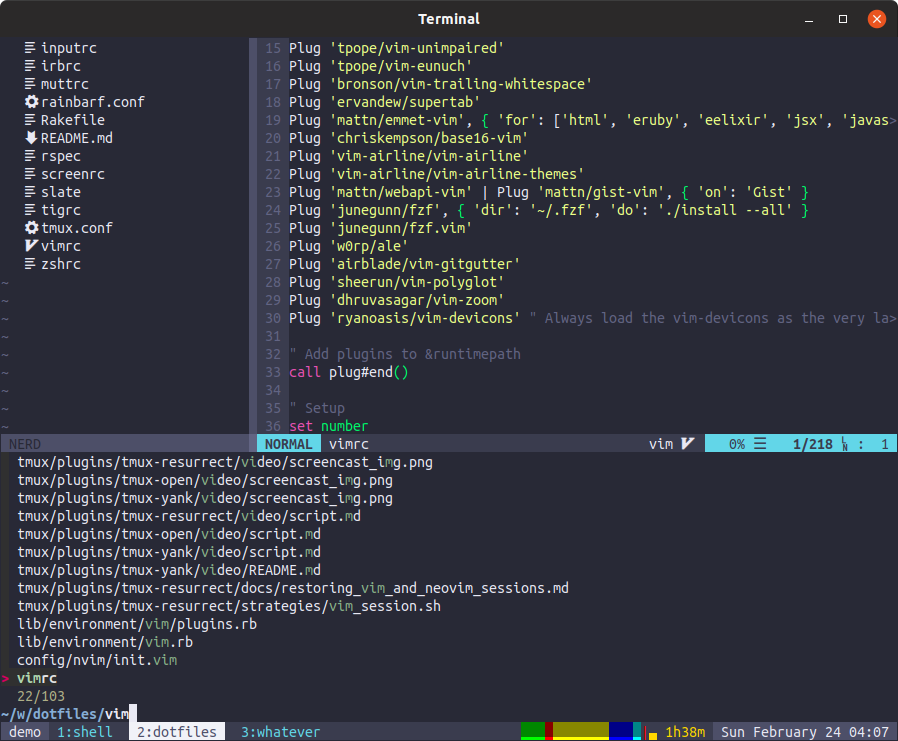 Terminal
inputrc
irbrc
muttrc
rainbarf.conf
Rakefile
README.md
rspec
screenrc
slate
tigrc
tmux.conf
vimrc
zshrc
~
~
~
~
~
~
~
~
~
NERD
15 Plug 'tpope/vim-unimpaired'
16 Plug 'tpope/vim-eunuch'
17 Plug 'bronson/vim-trailing-whitespace'
18 Plug 'ervandew/supertab'
19 Plug 'mattn/emmet-vim', { 'for': ['html', 'eruby', 'eelixir', 'jsx', 'javas>
20 Plug 'chriskempson/base16-vim'
21 Plug 'vim-airline/vim-airline'
22 Plug 'vim-airline/vim-airline-themes'
23 Plug 'mattn/webapi-vim' | Plug 'mattn/gist-vim', { 'on': 'Gist' }
24 Plug 'junegunn/fzf', { 'dir': '~/.fzf', 'do': './install --all' }
25 Plug 'junegunn/fzf.vim'
26 Plug 'w0rp/ale'
27 Plug 'airblade/vim-gitgutter'
28 Plug 'sheerun/vim-polyglot'
29 Plug 'dhruvasagar/vim-zoom'
30 Plug 'ryanoasis/vim-devicons' " Always load the vim-devicons as the very la>
31
32 " Add plugins to &runtimepath
33 call plug#end()
34
35 " Setup
36 set number
NORMAL vimrc vim 0% ☰ 1/218 ㏑ : 1
tmux/plugins/tmux-resurrect/video/screencast_img.png
tmux/plugins/tmux-open/video/screencast_img.png
tmux/plugins/tmux-yank/video/screencast_img.png
tmux/plugins/tmux-resurrect/video/script.md
tmux/plugins/tmux-open/video/script.md
tmux/plugins/tmux-yank/video/script.md
tmux/plugins/tmux-yank/video/README.md
tmux/plugins/tmux-resurrect/docs/restoring_vim_and_neovim_sessions.md
tmux/plugins/tmux-resurrect/strategies/vim_session.sh
lib/environment/vim/plugins.rb
lib/environment/vim.rb
config/nvim/init.vim
> vimrc
22/103
~/w/dotfiles/vim
demo 1:shell 2:dotfiles 3:whatever 1h38m Sun February 24 04:07